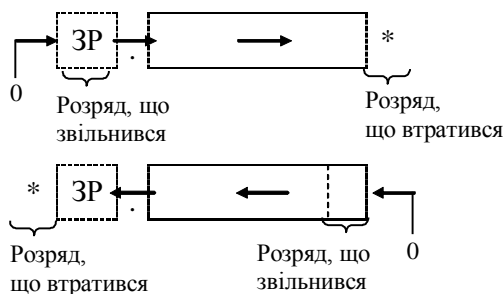 ЗР . *
0
Розряд, що
звільнився
Розряд,
що втратився
* ЗР .
0
Розряд,
що втратився
Розряд, що
звільнився